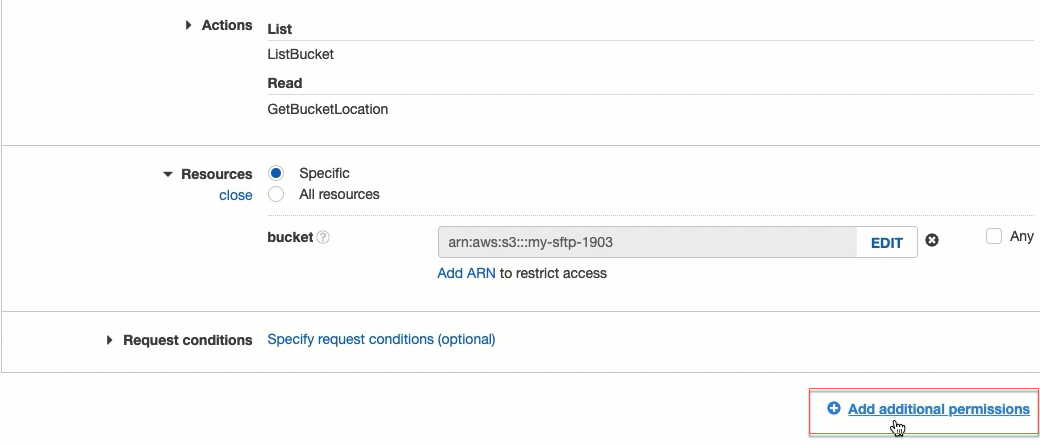 Actions
List
ListBucket
Read
GetBucketLocation
Resources
close
Specific
All resources
bucket ?
arn:aws:s3:::my-sftp-1903 EDIT Any
Add ARN to restrict access
Request conditions Specify request conditions (optional)
Add additional permissions